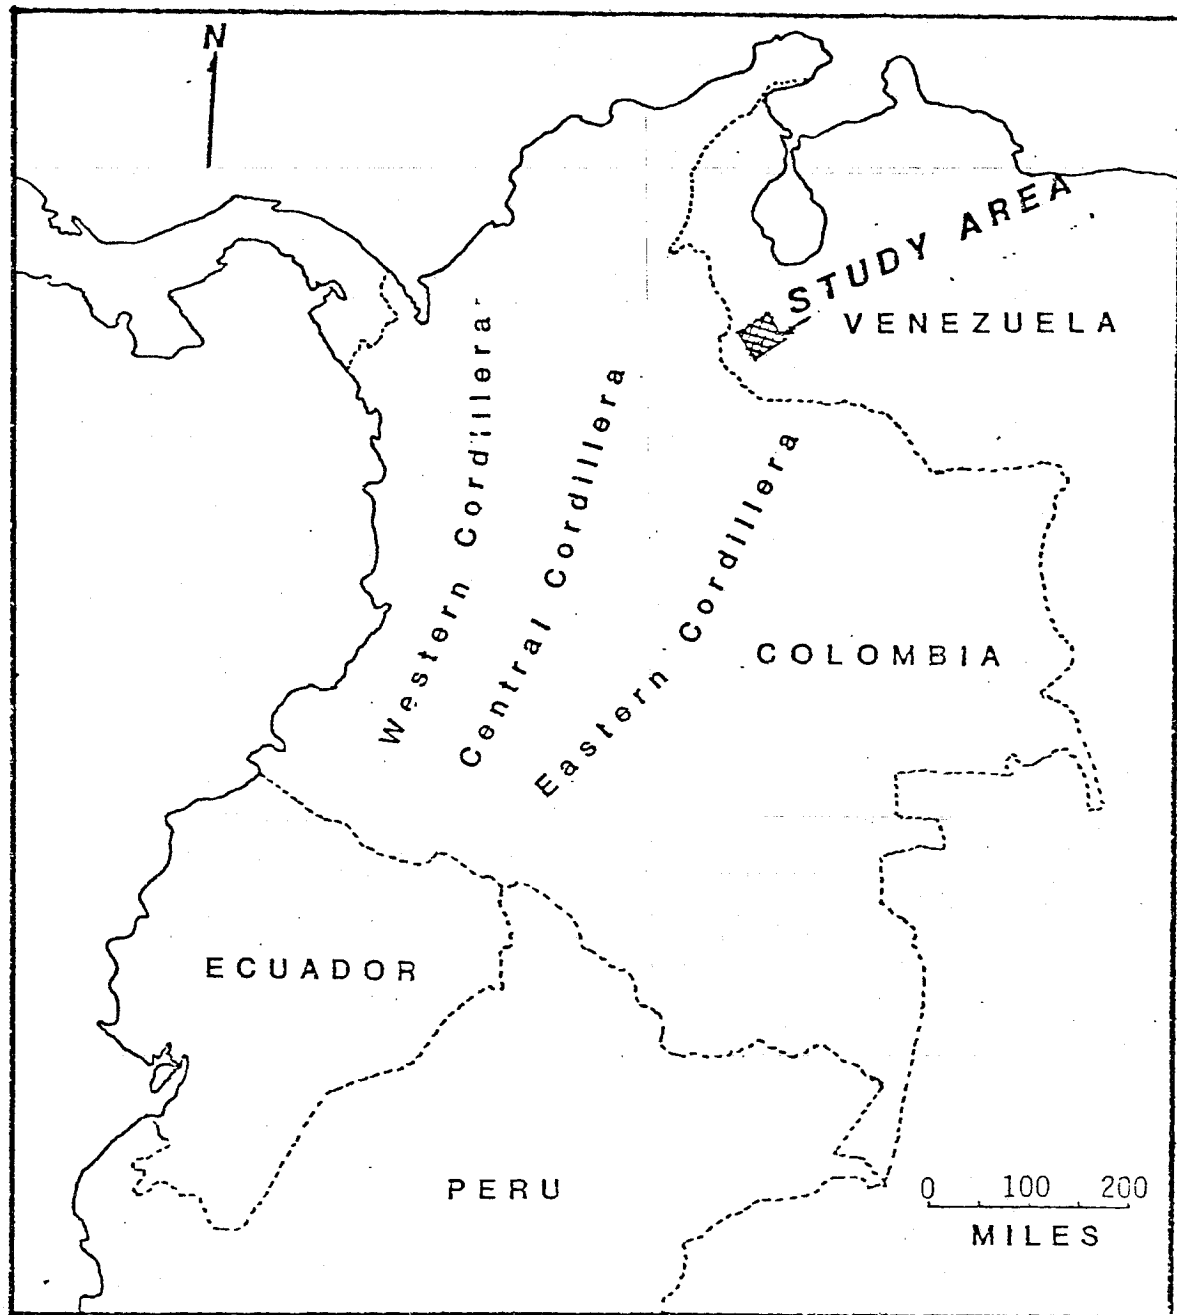 N
STUDY AREA
VENEZUELA
Western Cordillera
Central Cordillera
Eastern Cordillera
COLOMBIA
ECUADOR
PERU
0 100 200
MILES